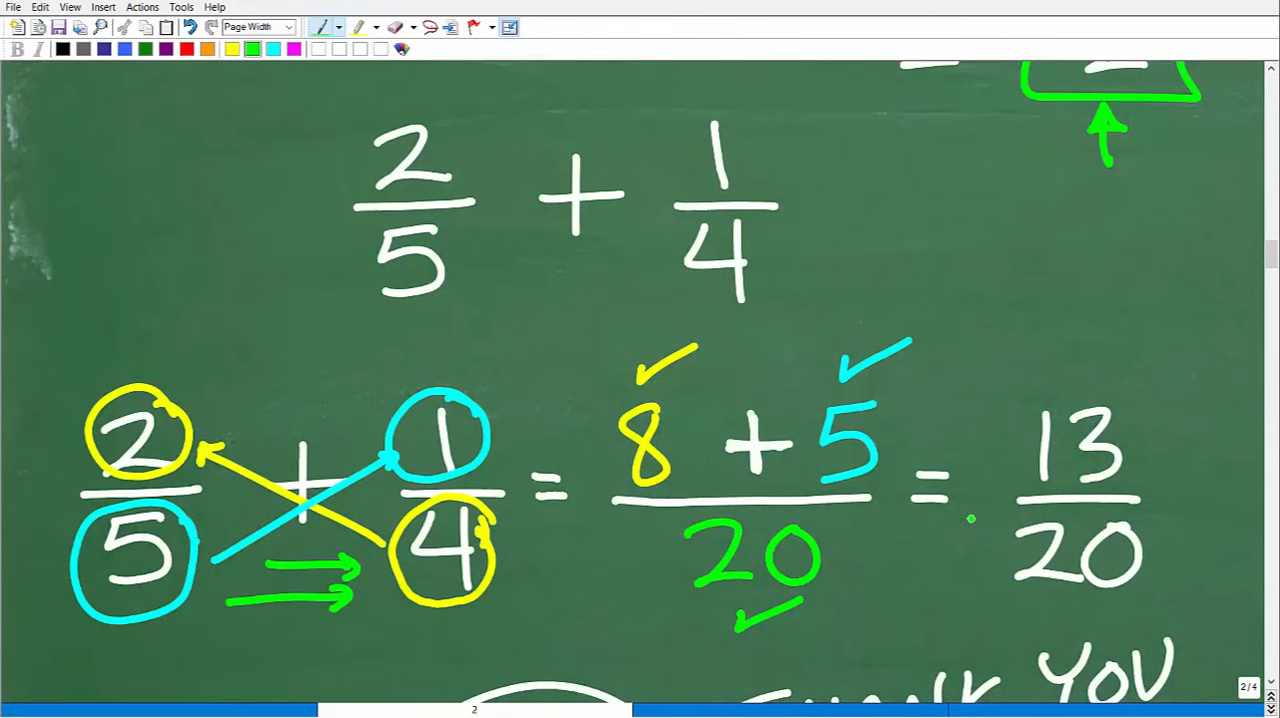 File Edit View Insert Actions Tools Help
Page Width
B I
2/5 + 1/4
2/5 + 1/4 = 8 + 5/20 = 13/20
YOU
2/4
2